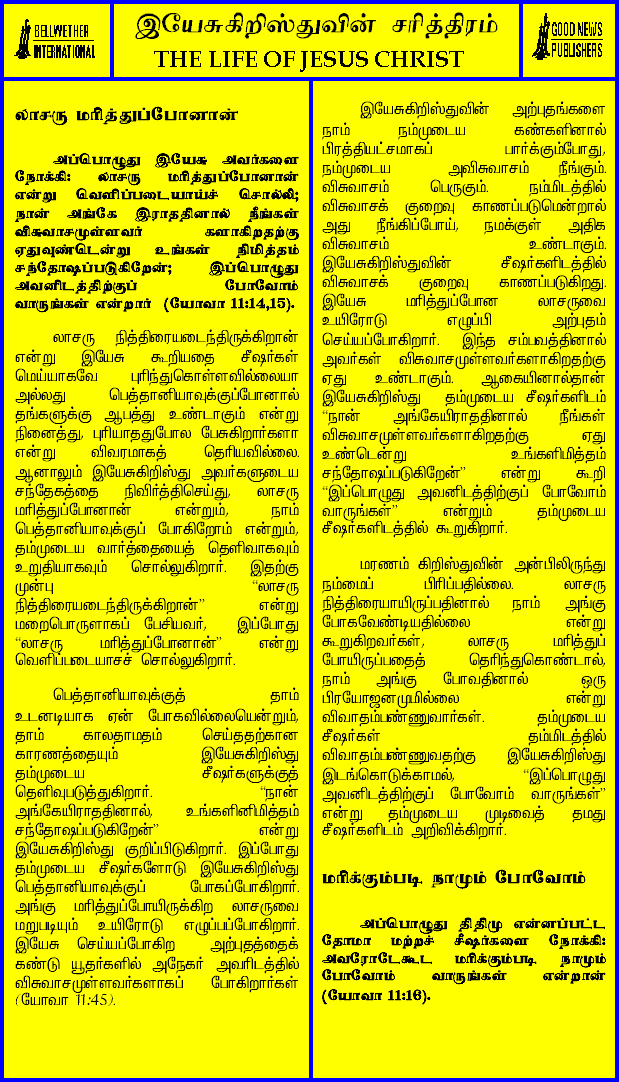 BELLWETHER
INTERNATIONAL
இயேசுகிறிஸ்துவின் சரித்திரம்
THE LIFE OF JESUS CHRIST
GOOD NEWS
PUBLISHERS
லாசரு மரித்துப்போனான்
அப்பொழுது இயேசு அவர்களை
நோக்கி: லாசரு மரித்துப்போனான்
என்று வெளிப்படையாய்ச் சொல்லி;
நான் அங்கே இராததினால் நீங்கள்
விசுவாசமுள்ளவர் களாகிறதற்கு
ஏதுவுண்டென்று உங்கள் நிமித்தம்
சந்தோஷப்படுகிறேன்; இப்பொழுது
அவனிடத்திற்குப் போவோம்
வாருங்கள் என்றார் (யோவா 11:14,15).
லாசரு நித்திரையடைந்திருக்கிறான்
என்று இயேசு கூறியதை சீஷர்கள்
மெய்யாகவே புரிந்துகொள்ளவில்லையா
அல்லது பெத்தானியாவுக்குப்போனால்
தங்களுக்கு ஆபத்து உண்டாகும் என்று
நினைத்து, புரியாததுபோல பேசுகிறார்களா
என்று விவரமாகத் தெரியவில்லை.
ஆனாலும் இயேசுகிறிஸ்து அவர்களுடைய
சந்தேகத்தை நிவிர்த்திசெய்து, லாசரு
மரித்துப்போனான் என்றும், நாம்
பெத்தானியாவுக்குப் போகிறோம் என்றும்,
தம்முடைய வார்த்தையைத் தெளிவாகவும்
உறுதியாகவும் சொல்லுகிறார். இதற்கு
முன்பு “லாசரு
நித்திரையடைந்திருக்கிறான்” என்று
மறைபொருளாகப் பேசியவர், இப்போது
“லாசரு மரித்துப்போனான்” என்று
வெளிப்படையாசச் சொல்லுகிறார்.
பெத்தானியாவுக்குத் தாம்
உடனடியாக ஏன் போகவில்லையென்றும்,
தாம் காலதாமதம் செய்ததற்கான
காரணத்தையும் இயேசுகிறிஸ்து
தம்முடைய சீஷர்களுக்குத்
தெளிவுபடுத்துகிறார். “நான்
அங்கேயிராததினால், உங்களினிமித்தம்
சந்தோஷப்படுகிறேன்” என்று
இயேசுகிறிஸ்து குறிப்பிடுகிறார். இப்போது
தம்முடைய சீஷர்களோடு இயேசுகிறிஸ்து
பெத்தானியாவுக்குப் போகப்போகிறார்.
அங்கு மரித்துப்போயிருக்கிற லாசருவை
மறுபடியும் உயிரோடு எழுப்பப்போகிறார்.
இயேசு செய்யப்போகிற அற்புதத்தைக்
கண்டு யூதர்களில் அநேகர் அவரிடத்தில்
விசுவாசமுள்ளவர்களாகப் போகிறார்கள்
(யோவா 11:45).
இயேசுகிறிஸ்துவின் அற்புதங்களை
நாம் நம்முடைய கண்களினால்
பிரத்தியட்சமாகப் பார்க்கும்போது,
நம்முடைய அவிசுவாசம் நீங்கும்.
விசுவாசம் பெருகும். நம்மிடத்தில்
விசுவாசக் குறைவு காணப்படுமென்றால்
அது நீங்கிப்போய், நமக்குள் அதிக
விசுவாசம் உண்டாகும்.
இயேசுகிறிஸ்துவின் சீஷர்களிடத்தில்
விசுவாசக் குறைவு காணப்படுகிறது.
இயேசு மரித்துப்போன லாசருவை
உயிரோடு எழுப்பி அற்புதம்
செய்யப்போகிறார். இந்த சம்பவத்தினால்
அவர்கள் விசுவாசமுள்ளவர்களாகிறதற்கு
ஏது உண்டாகும். ஆகையினால்தான்
இயேசுகிறிஸ்து தம்முடைய சீஷர்களிடம்
“நான் அங்கேயிராததினால் நீங்கள்
விசுவாசமுள்ளவர்களாகிறதற்கு ஏது
உண்டென்று உங்களிமித்தம்
சந்தோஷப்படுகிறேன்” என்று கூறி
“இப்பொழுது அவனிடத்திற்குப் போவோம்
வாருங்கள்” என்றும் தம்முடைய
சீஷர்களிடத்தில் கூறுகிறார்.
மரணம் கிறிஸ்துவின் அன்பிலிருந்து
நம்மைப் பிரிப்பதில்லை. லாசரு
நித்திரையாயிருப்பதினால் நாம் அங்கு
போகவேண்டியதில்லை என்று
கூறுகிறவர்கள், லாசரு மரித்துப்
போயிருப்பதைத் தெரிந்துகொண்டால்,
நாம் அங்கு போவதினால் ஒரு
பிரயோஜனமுமில்லை என்று
விவாதம்பண்ணுவார்கள். தம்முடைய
சீஷர்கள் தம்மிடத்தில்
விவாதம்பண்ணுவதற்கு இயேசுகிறிஸ்து
இடங்கொடுக்காமல், “இப்பொழுது
அவனிடத்திற்குப் போவோம் வாருங்கள்”
என்று தம்முடைய முடிவைத் தமது
சீஷர்களிடம் அறிவிக்கிறார்.
மரிக்கும்படி நாமும் போவோம்
அப்பொழுது திதிமு என்னப்பட்ட
தோமா மற்றச் சீஷர்களை நோக்கி:
அவரோடேகூட மரிக்கும்படி நாமும்
போவோம் வாருங்கள் என்றான்
(யோவா 11:16).